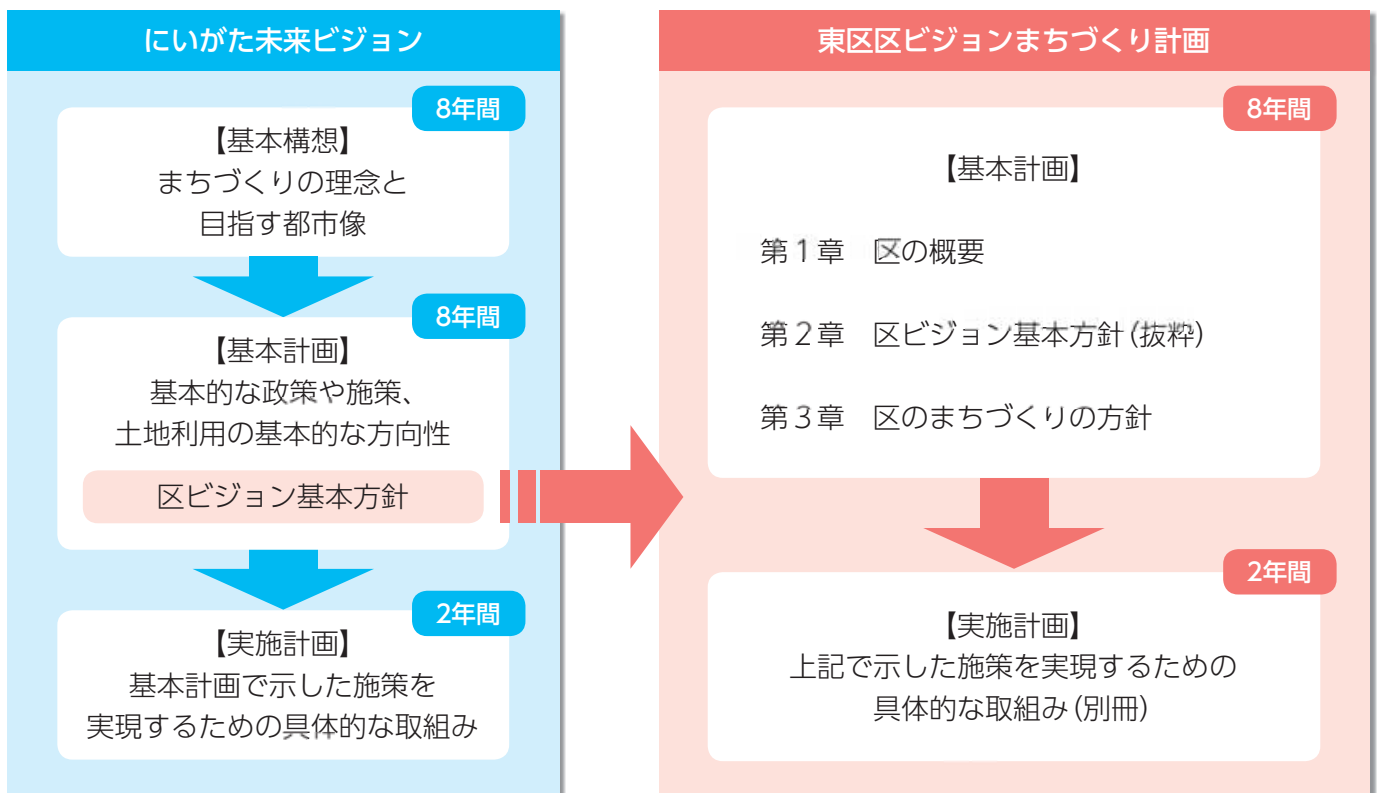 にいがた未来ビジョン
8年間
【基本構想】
まちづくりの理念と
目指す都市像
8年間
【基本計画】
基本的な政策や施策、
土地利用の基本的な方向性
区ビジョン基本方針
2年間
【実施計画】
基本計画で示した施策を
実現するための具体的な取組み
東区区ビジョンまちづくり計画
8年間
【基本計画】
第1章 区の概要
第2章 区ビジョン基本方針(抜粋)
第3章 区のまちづくりの方針
2年間
【実施計画】
上記で示した施策を実現するための
具体的な取組み(別冊)